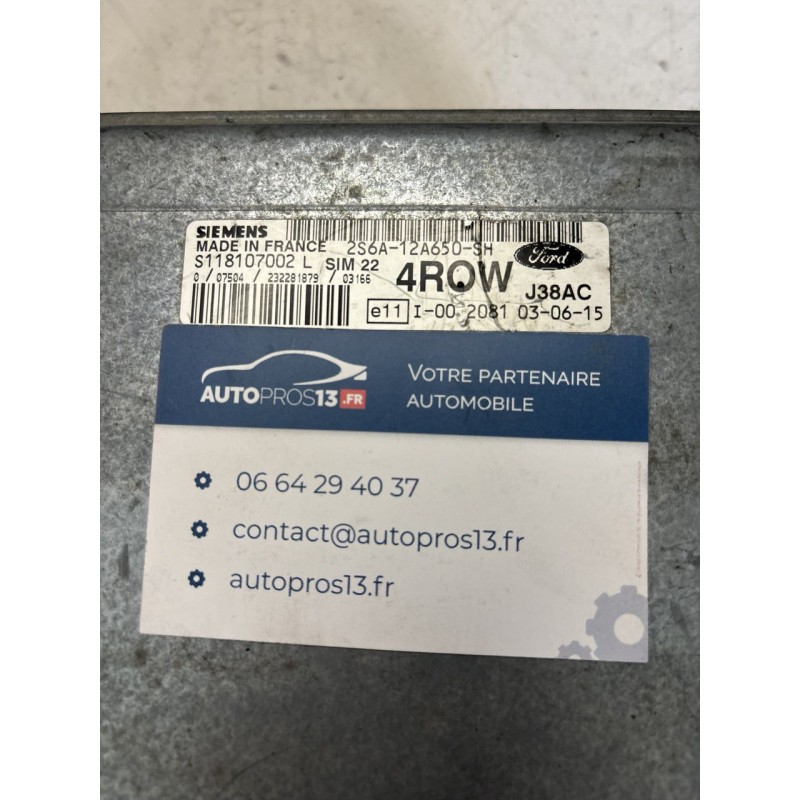 SIEMENS
MADE IN FRANCE 2S6A-12A650-SH
Ford
S118107002 L SIM 22 4ROW J38AC
0 / 07504 / 232281879 / 03166
e11 I-00 2081 03-06-15
AUTOPROS13.FR
VOTRE PARTENAIRE
AUTOMOBILE
06 64 29 40 37
contact@autopros13.fr
autopros13.fr